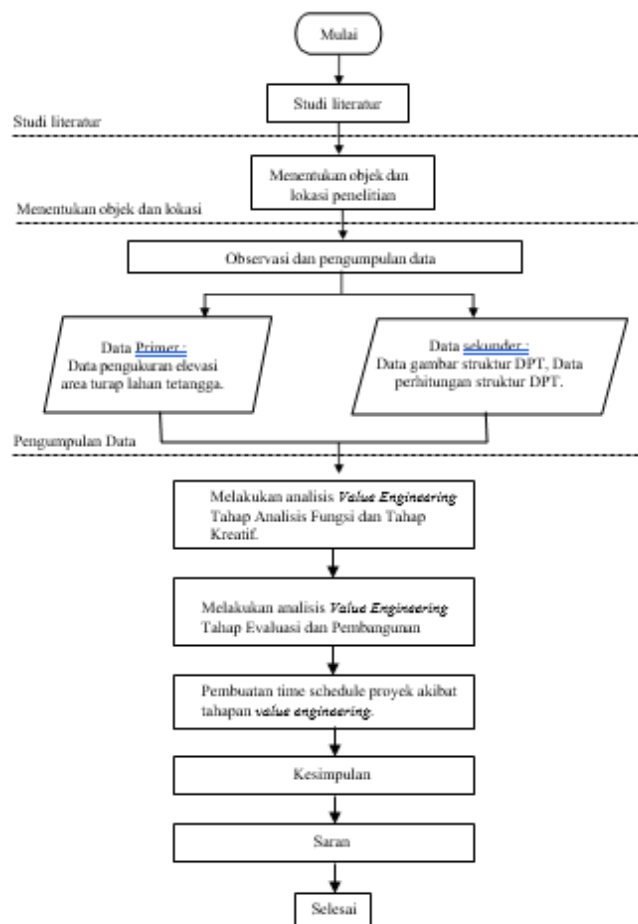 Mulai
Studi literatur
Studi literatur
Menentukan objek dan
lokasi penelitian
Menentukan objek dan lokasi
Observasi dan pengumpulan data
Data Primer :
Data pengukuran elevasi
area turap lahan tetangga.
Data sekunder :
Data gambar struktur DPT, Data
perhitungan struktur DPT.
Pengumpulan Data
Melakukan analisis Value Engineering
Tahap Analisis Fungsi dan Tahap
Kreatif.
Melakukan analisis Value Engineering
Tahap Evaluasi dan Pembangunan
Pembuatan time schedule proyek akibat
tahapan value engineering.
Kesimpulan
Saran
Selesai